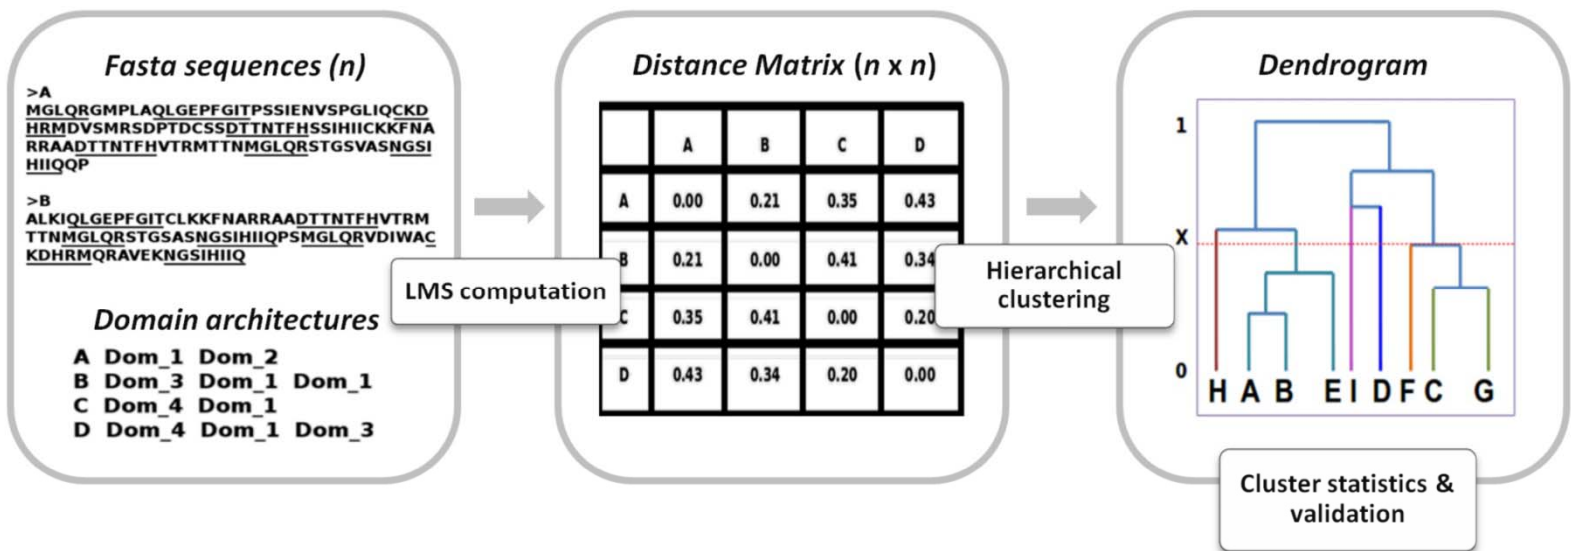 Fasta sequences (n)
>A
MGLQRGMPLAQLGEPFGITPSSIENVSPGLIQCKD
HRMDVSMRSDPTDCSSDTTNTFHSSIHIICKKFNA
RRAADTTNTFHVTRMTTNMGLQRSTGSVASNGSI
HIIQQP
>B
ALKIQLGEPFGITCLKKFNARRAADTTNTFHVTRM
TTNMGLQRSTGSASNGSIHIIQPSMGLQRVDIWAC
KDHRMQRAVEKNGSIHIIQ
Domain architectures
A Dom_1 Dom_2
B Dom_3 Dom_1 Dom_1
C Dom_4 Dom_1
D Dom_4 Dom_1 Dom_3
LMS computation
Distance Matrix (n x n)
A B C D
A 0.00 0.21 0.35 0.43
B 0.21 0.00 0.41 0.34
C 0.35 0.41 0.00 0.20
D 0.43 0.34 0.20 0.00
Hierarchical
clustering
Dendrogram
1
X
0
H A B E I D F C G
Cluster statistics &
validation